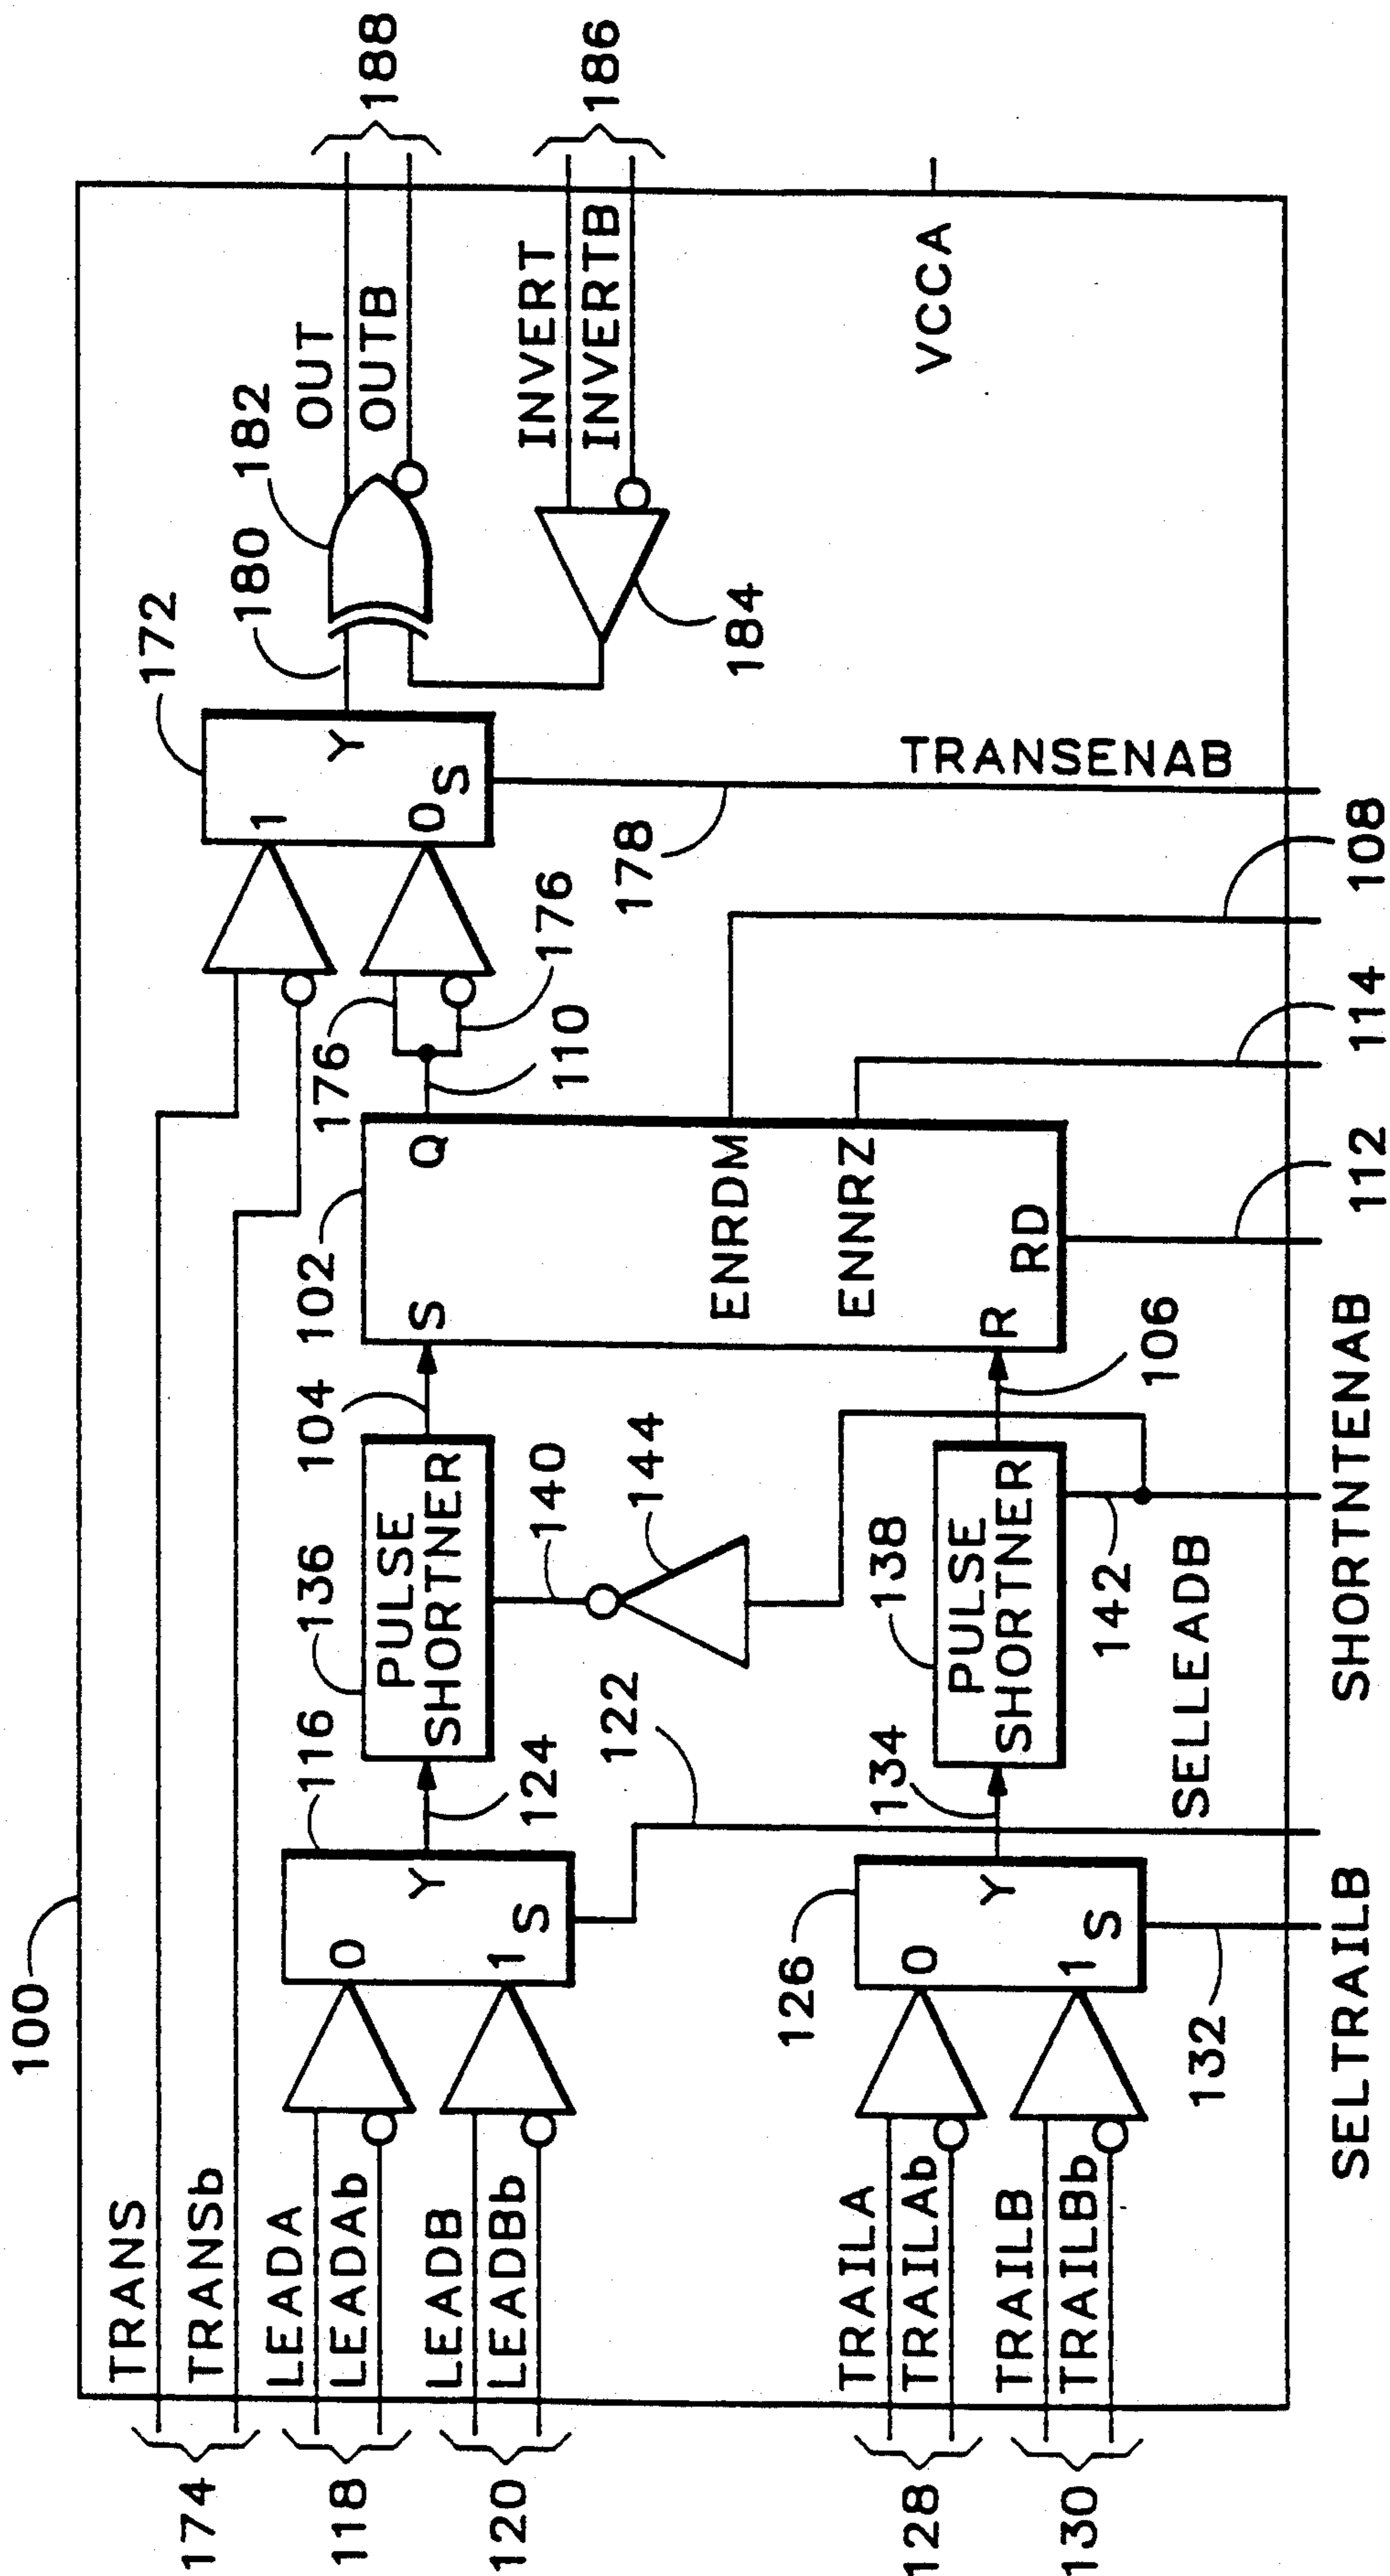 100
174
TRANS
TRANSb
118
LEADA
LEADAb
120
LEADB
LEADBb
128
TRAILA
TRAILAb
130
TRAILB
TRAILBb
0
1
Y
S
116
124
122
0
1
Y
S
126
134
132
SELTRAILB
SELLEADB
PULSE
SHORTNER
136
104
140
144
PULSE
SHORTNER
138
106
142
SHORTNTENAB
102
S
Q
ENRDM
ENNRZ
R
RD
112
114
108
110
176
176
172
1
0
Y
S
178
TRANSENAB
180
182
184
OUT
OUTB
188
INVERT
INVERTB
186
VCCA